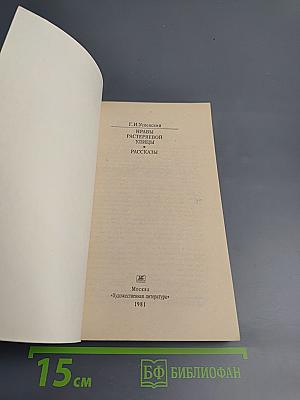 Г. И. Успенский
НРАВЫ
РАСТЕРЯЕВОЙ
УЛИЦЫ
РАССКАЗЫ
Москва
«Художественная литература»
1981
15 см
БФ БИБЛИОФАН